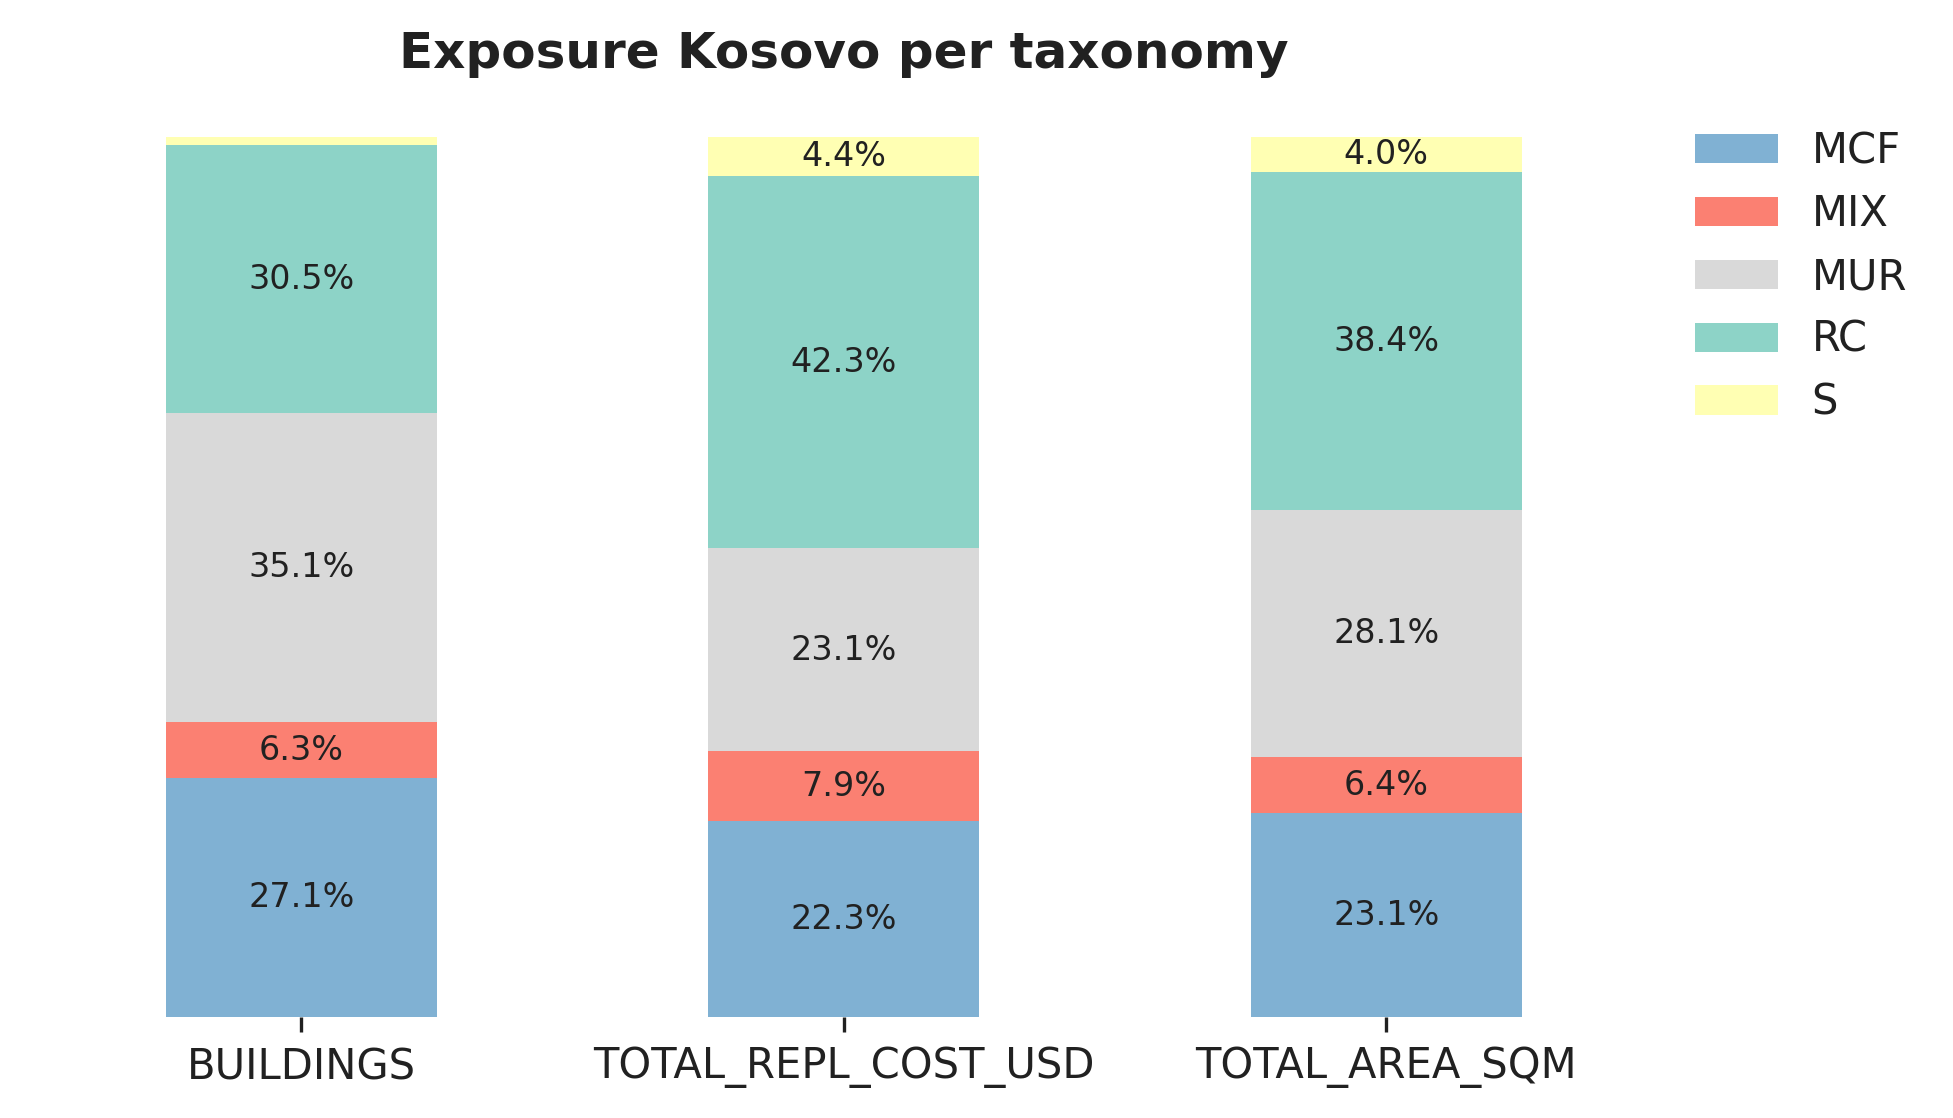 Exposure Kosovo per taxonomy
30.5%
35.1%
6.3%
27.1%
4.4%
42.3%
23.1%
7.9%
22.3%
4.0%
38.4%
28.1%
6.4%
23.1%
BUILDINGS
TOTAL_REPL_COST_USD
TOTAL_AREA_SQM
MCF
MIX
MUR
RC
S